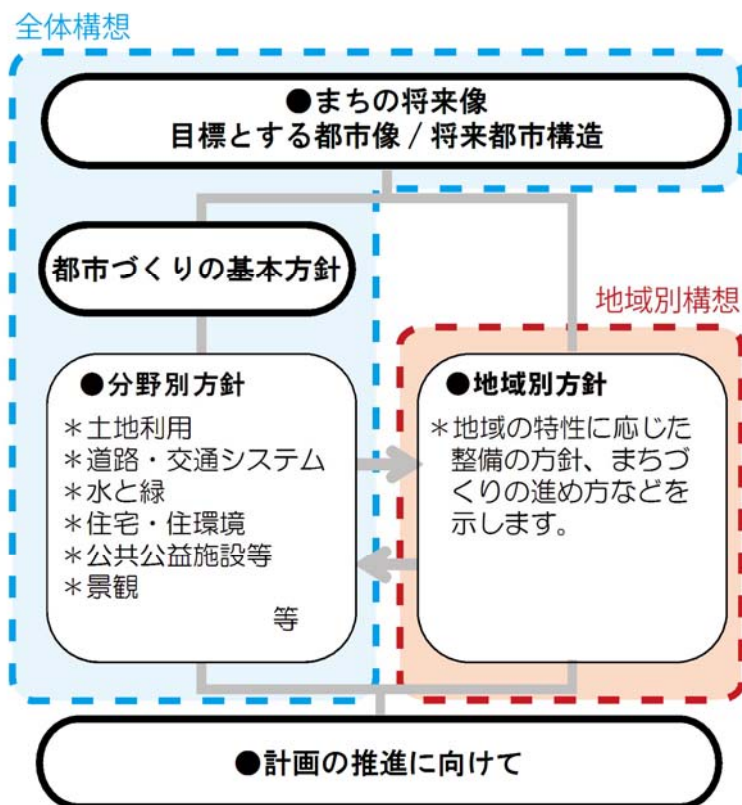 全体構想
●まちの将来像
目標とする都市像 / 将来都市構造
都市づくりの基本方針
地域別構想
●分野別方針
＊土地利用
＊道路・交通システム
＊水と緑
＊住宅・住環境
＊公共公益施設等
＊景観
等
●地域別方針
＊地域の特性に応じた
整備の方針、まちづ
くりの進め方などを
示します。
●計画の推進に向けて